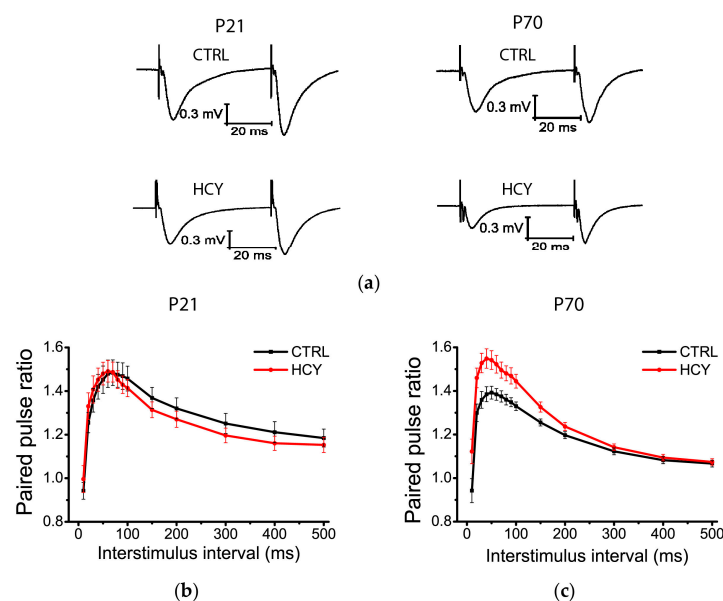 P21
P70
CTRL
CTRL
0.3 mV
20 ms
0.3 mV
20 ms
HCY
HCY
0.3 mV
20 ms
0.3 mV
20 ms
(a)
P21
P70
Paired pulse ratio
1.6
1.4
1.2
1.0
0.8
CTRL
HCY
0 100 200 300 400 500
Interstimulus interval (ms)
Paired pulse ratio
1.6
1.4
1.2
1.0
0.8
CTRL
HCY
0 100 200 300 400 500
Interstimulus interval (ms)
(b)
(c)